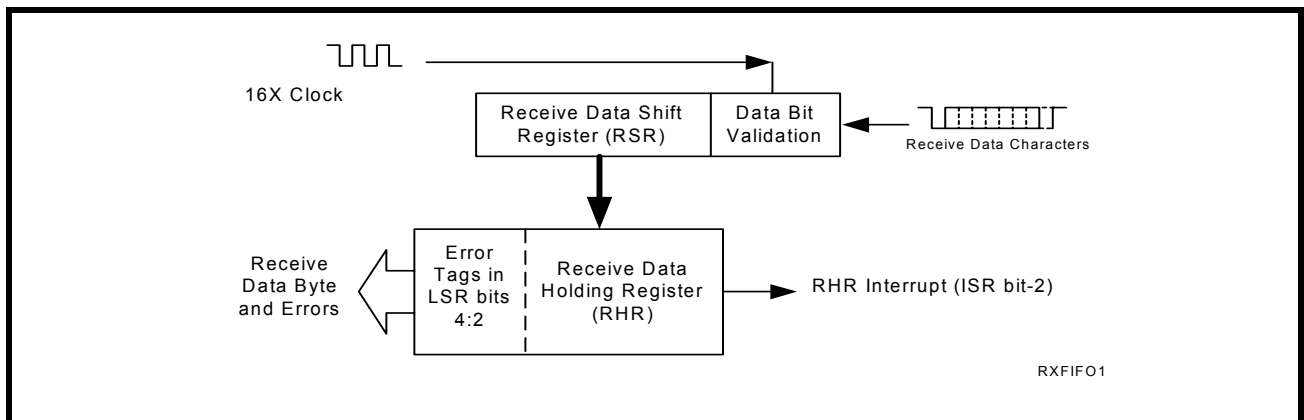 16X Clock
Receive Data Shift
Register (RSR)
Data Bit
Validation
Receive Data Characters
Receive
Data Byte
and Errors
Error
Tags in
LSR bits
4:2
Receive Data
Holding Register
(RHR)
RHR Interrupt (ISR bit-2)
RXFIFO1